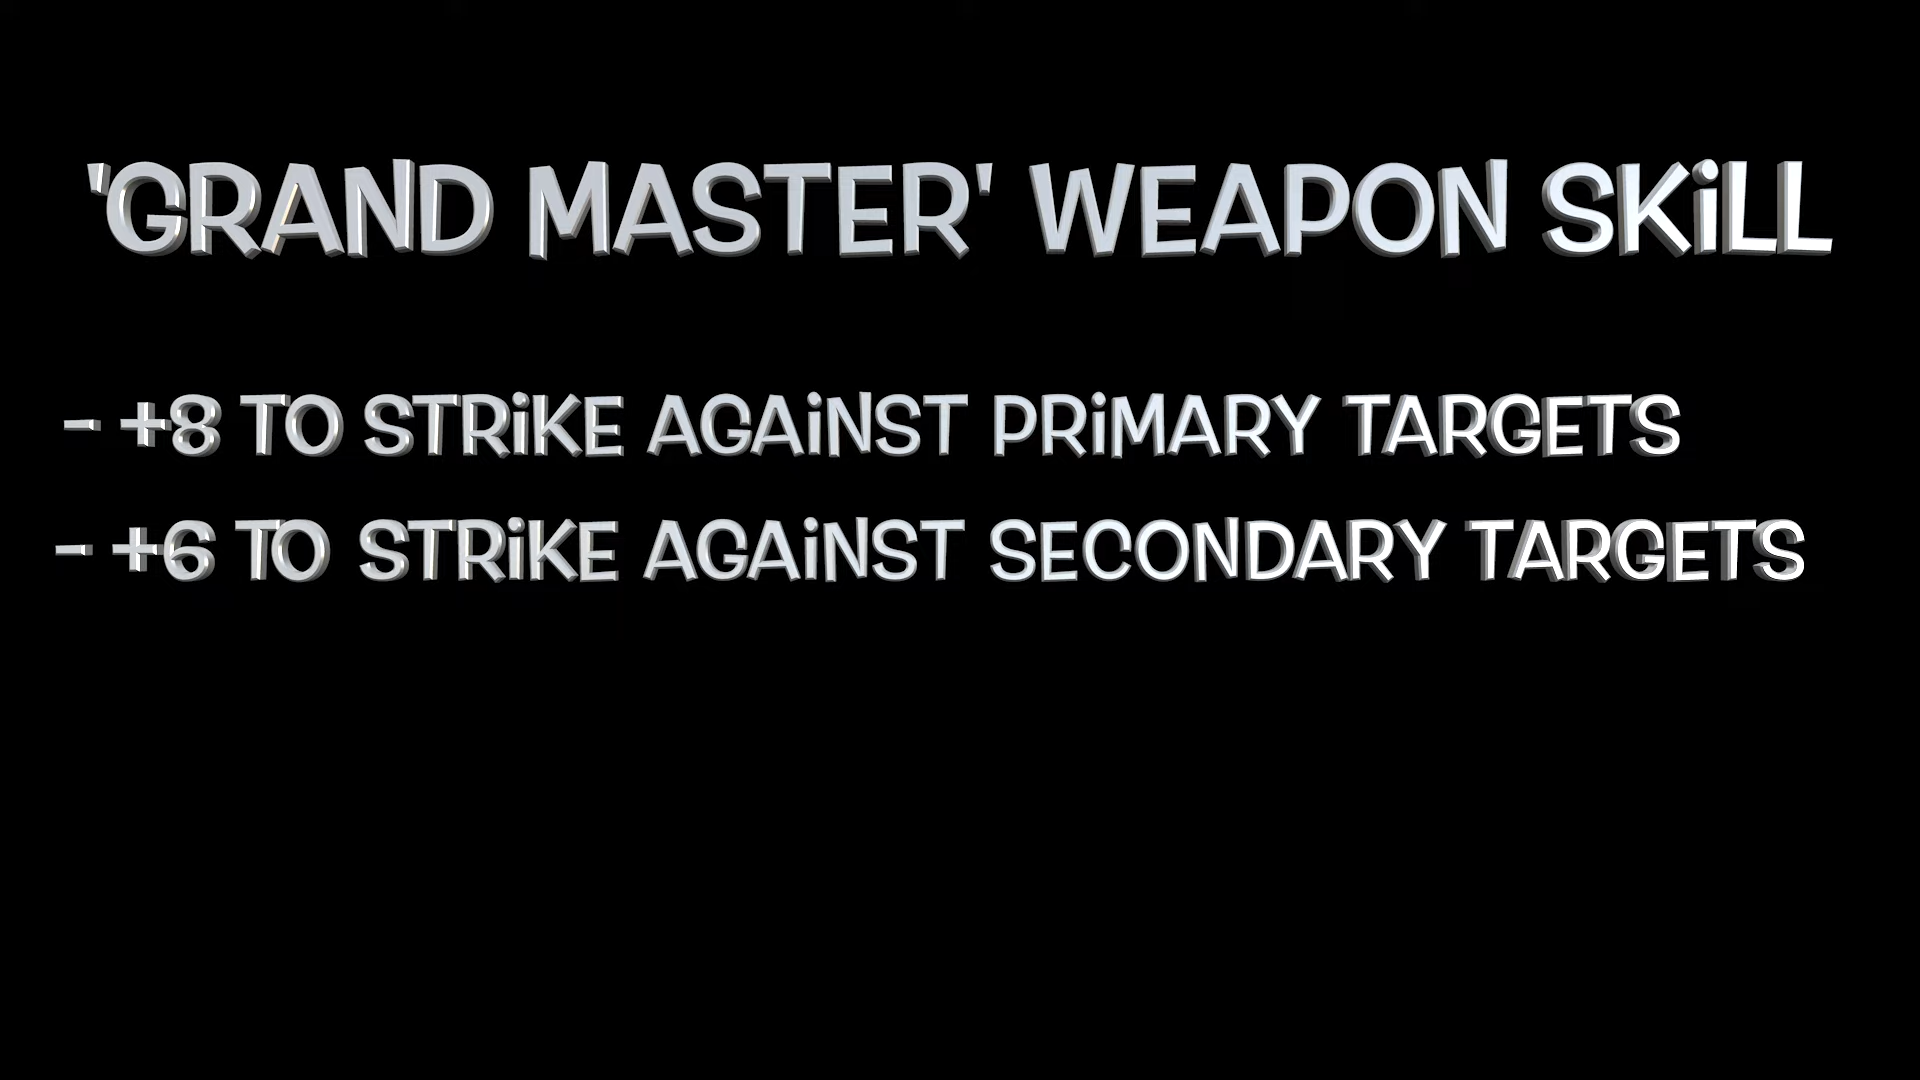 'GRAND MASTER' WEAPON SKiLL
- +8 TO STRiKE AGAiNST PRiMARY TARGETS
- +6 TO STRiKE AGAiNST SECONDARY TARGETS